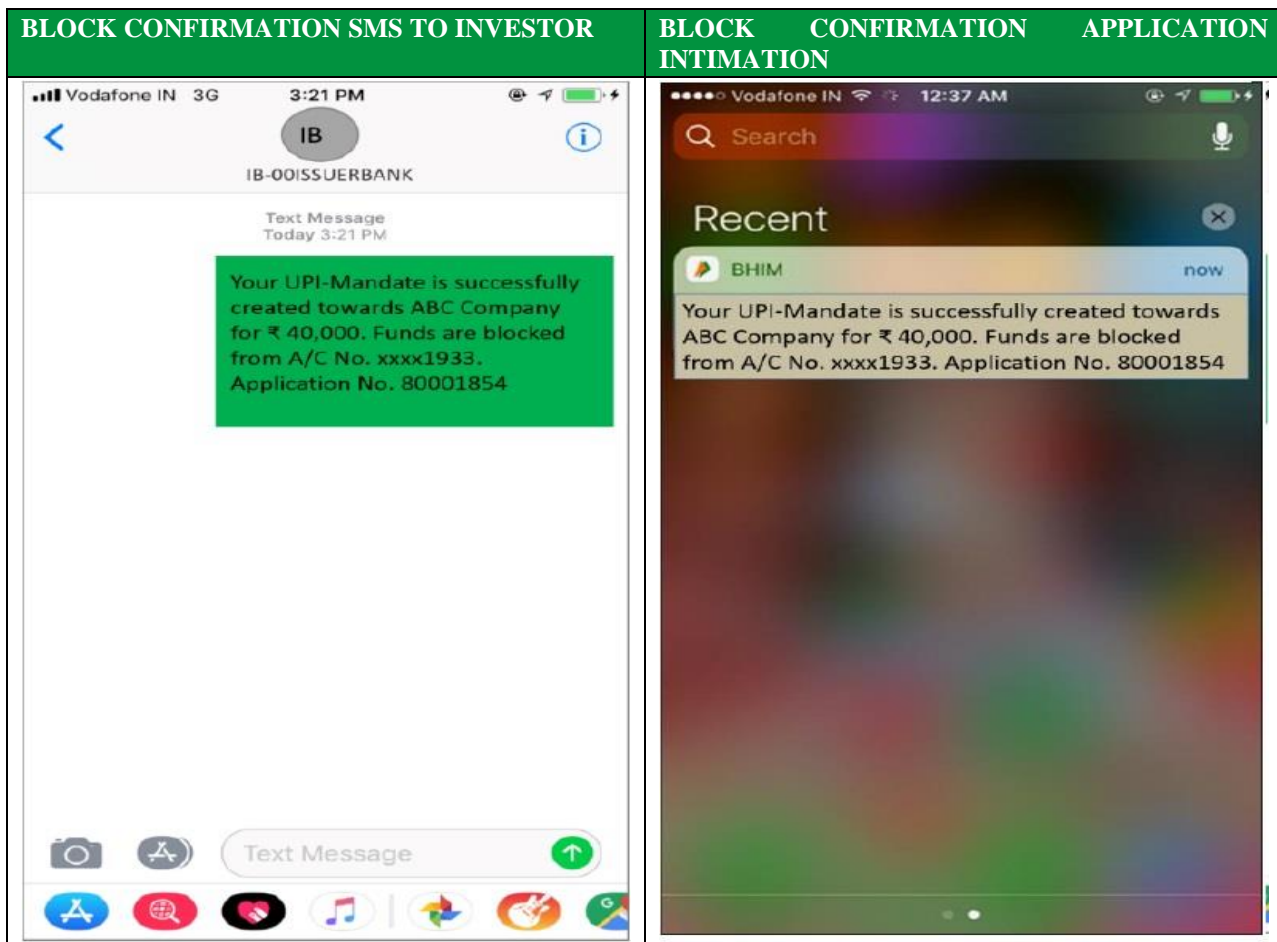 BLOCK CONFIRMATION SMS TO INVESTOR
Vodafone IN 3G 3:21 PM
IB
IB-00ISSUERBANK
Text Message
Today 3:21 PM
Your UPI-Mandate is successfully
created towards ABC Company
for ₹ 40,000. Funds are blocked
from A/C No. xxxx1933.
Application No. 80001854
Text Message
BLOCK CONFIRMATION APPLICATION
INTIMATION
Vodafone IN 12:37 AM
Search
Recent
BHIM now
Your UPI-Mandate is successfully created towards
ABC Company for ₹ 40,000. Funds are blocked
from A/C No. xxxx1933. Application No. 80001854